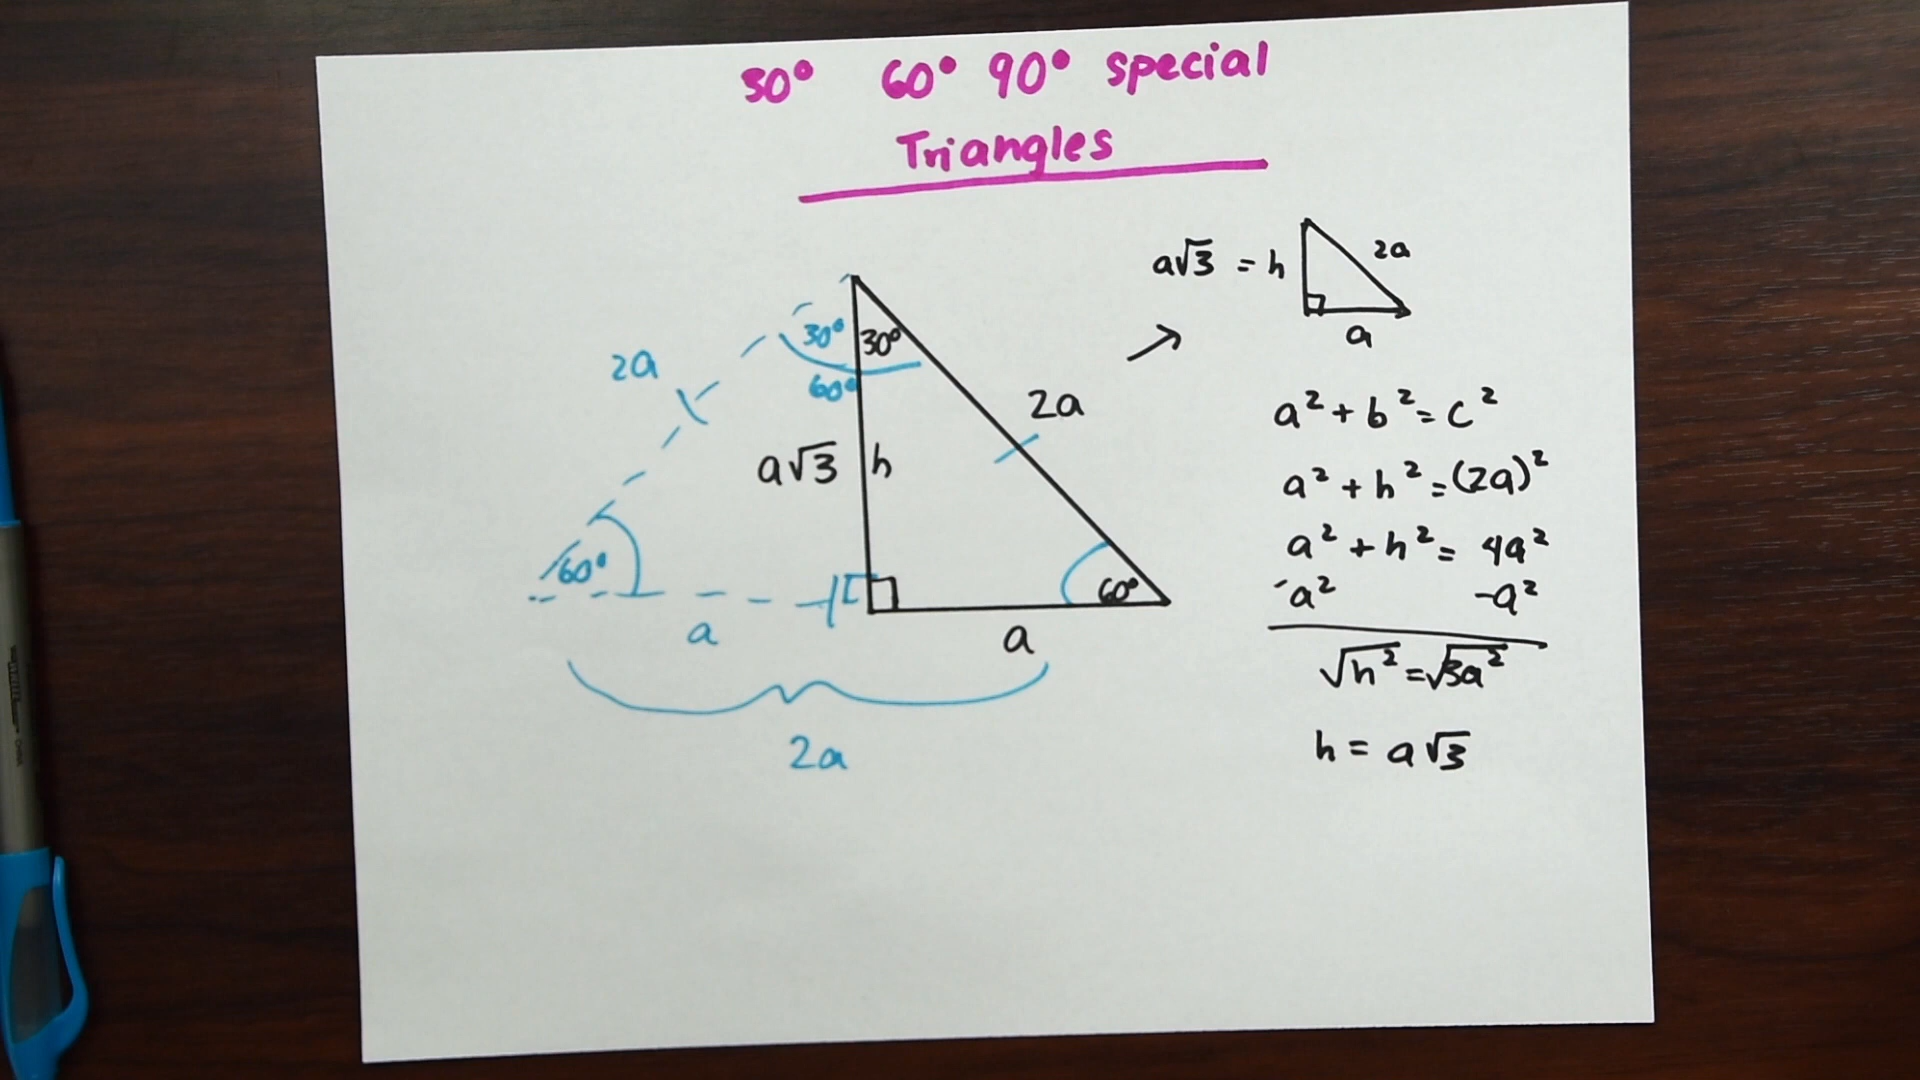 30° 60° 90° special
Triangles
a√3 = h
2a
a
2a
30°
30°
60°
2a
a√3
h
60°
60°
a
a
2a
a² + b² = c²
a² + h² = (2a)²
a² + h² = 4a²
-a² -a²
√h² = √3a²
h = a√3